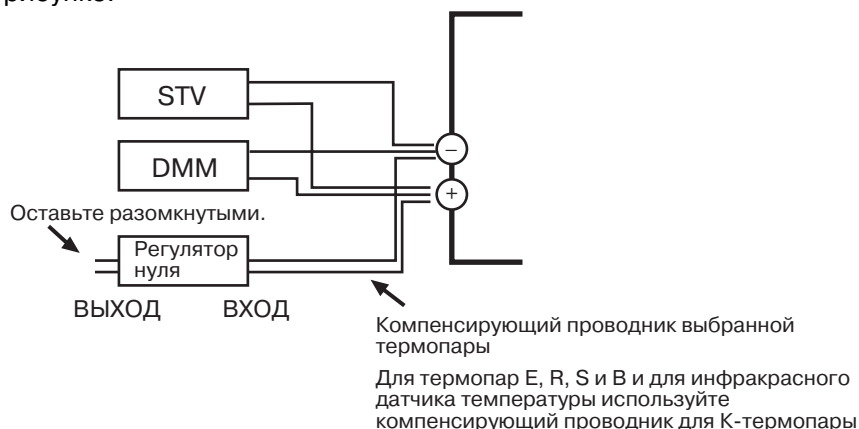 рисунке.
STV
DMM
–
+
Оставьте разомкнутыми.
Регулятор
нуля
ВЫХОД
ВХОД
Компенсирующий проводник выбранной
термопары
Для термопар E, R, S и B и для инфракрасного
датчика температуры используйте
компенсирующий проводник для К-термопары